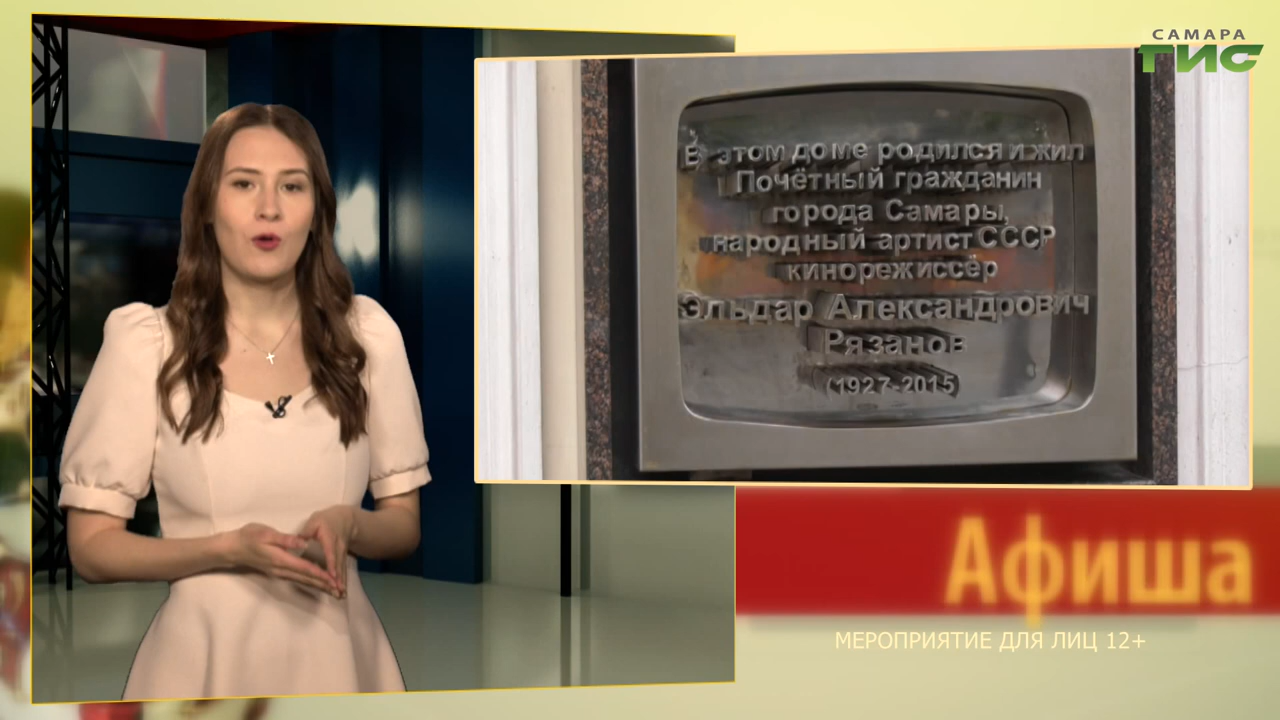 САМАРА
ТИС
В этом доме родился и жил
Почётный гражданин
города Самары,
народный артист СССР
кинорежиссёр
Эльдар Александрович
Рязанов
(1927-2015)
Афиша
МЕРОПРИЯТИЕ ДЛЯ ЛИЦ 12+